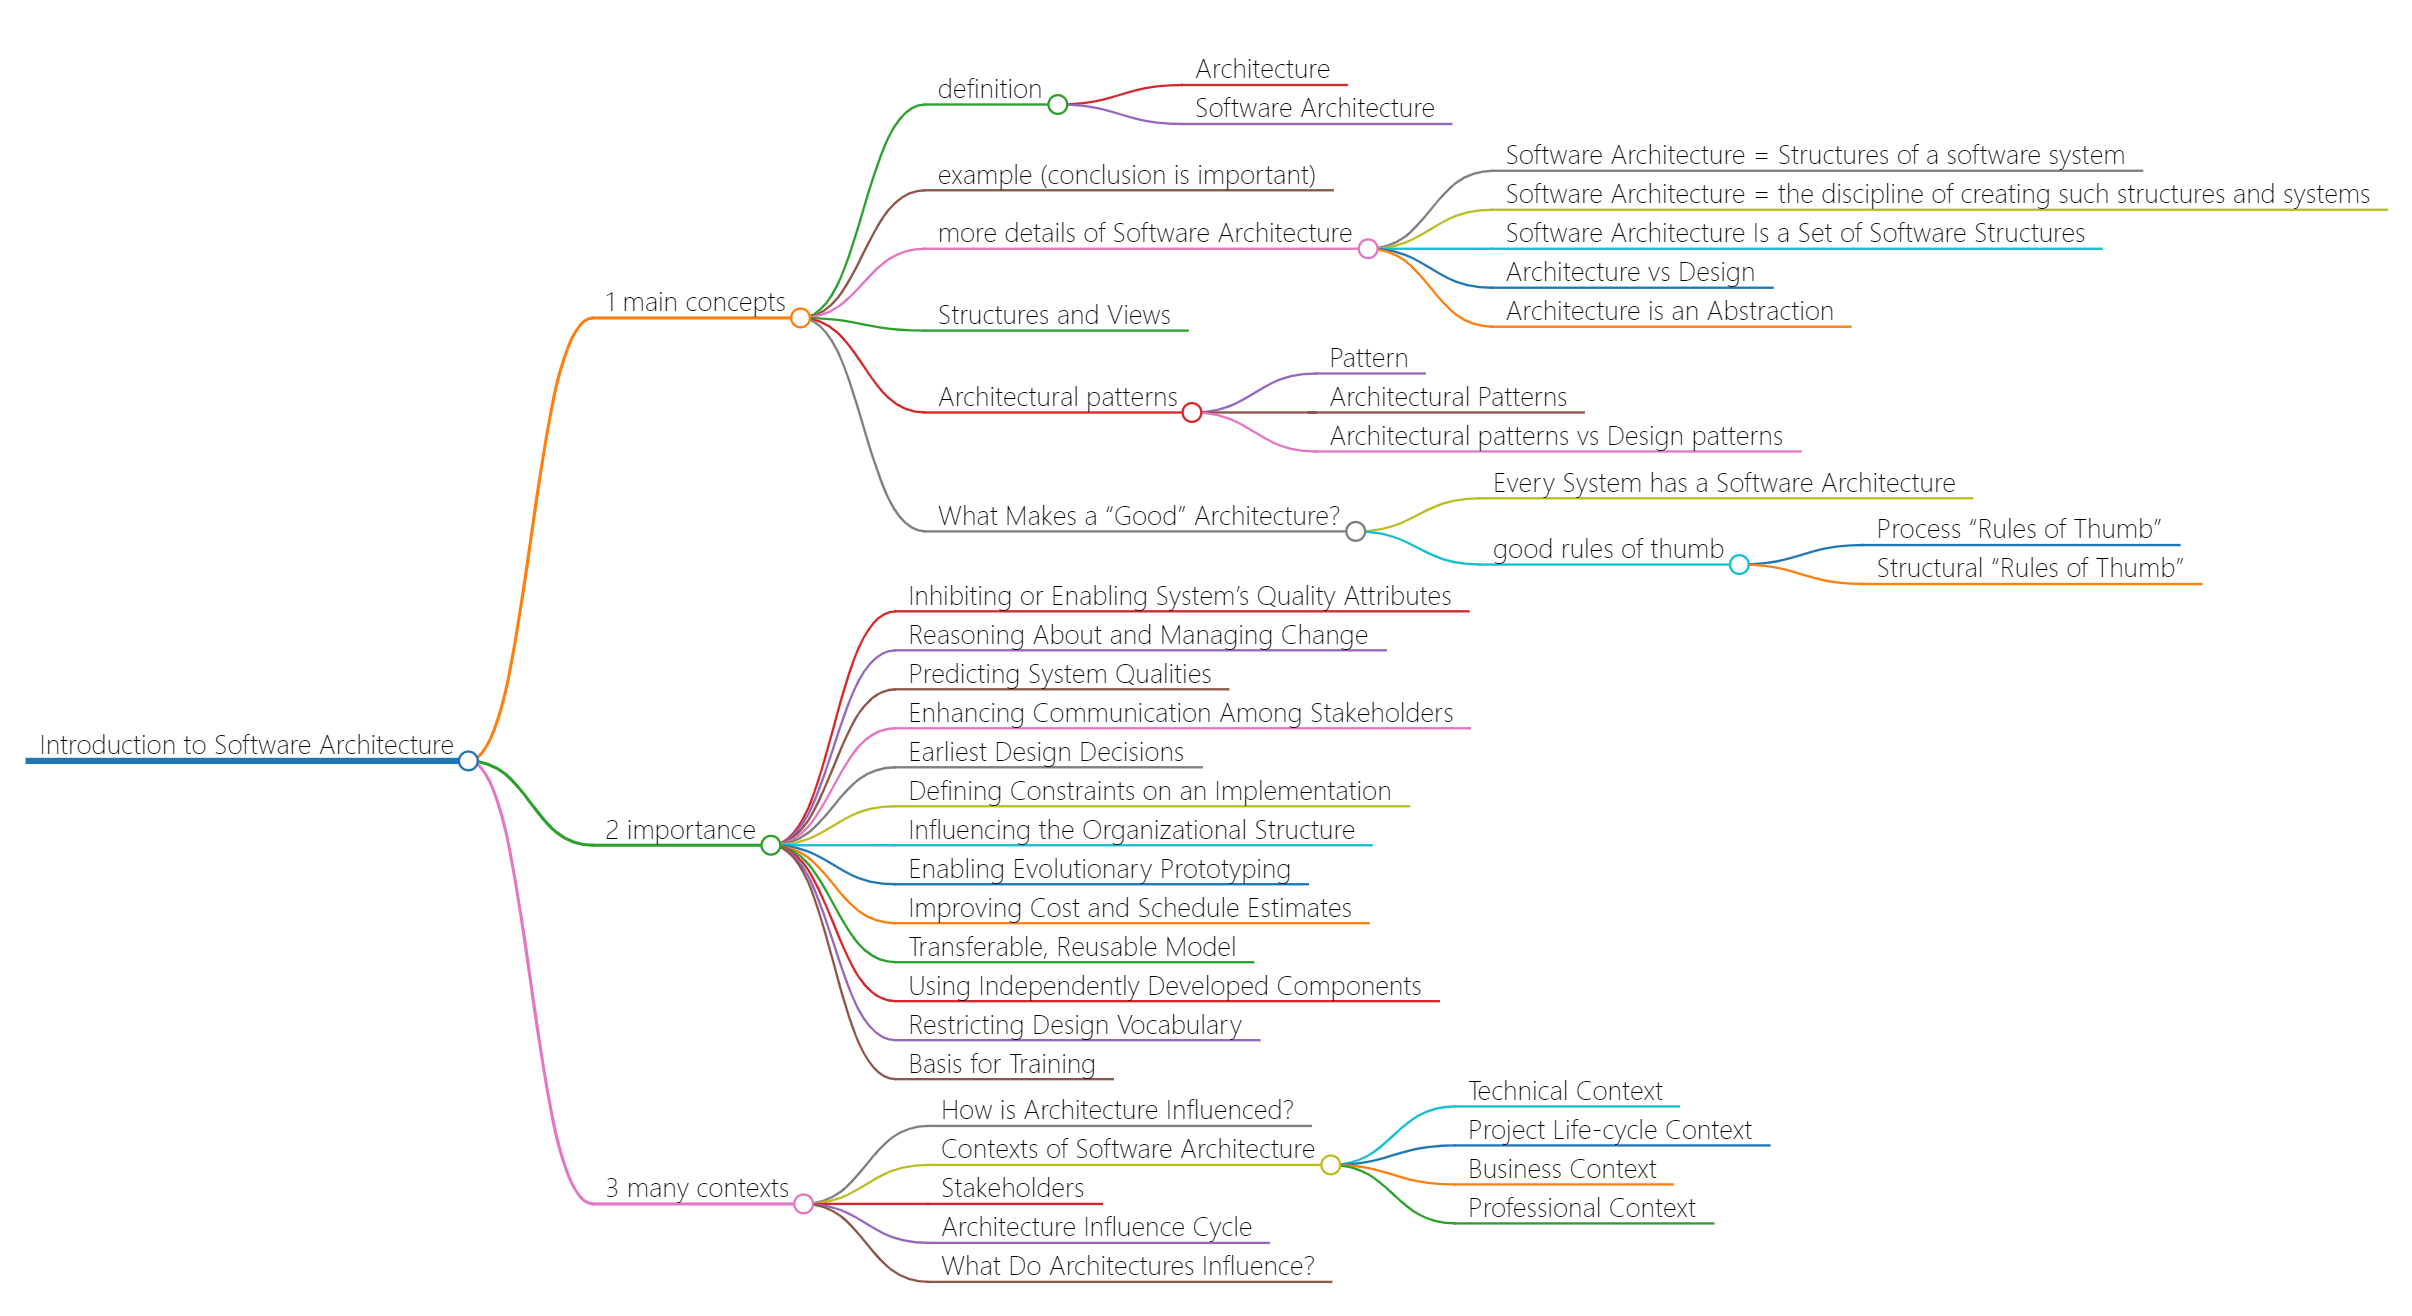 Introduction to Software Architecture
1 main concepts
definition
Architecture
Software Architecture
example (conclusion is important)
more details of Software Architecture
Software Architecture = Structures of a software system
Software Architecture = the discipline of creating such structures and systems
Software Architecture Is a Set of Software Structures
Architecture vs Design
Architecture is an Abstraction
Structures and Views
Architectural patterns
Pattern
Architectural Patterns
Architectural patterns vs Design patterns
What Makes a “Good” Architecture?
Every System has a Software Architecture
good rules of thumb
Process “Rules of Thumb”
Structural “Rules of Thumb”
2 importance
Inhibiting or Enabling System’s Quality Attributes
Reasoning About and Managing Change
Predicting System Qualities
Enhancing Communication Among Stakeholders
Earliest Design Decisions
Defining Constraints on an Implementation
Influencing the Organizational Structure
Enabling Evolutionary Prototyping
Improving Cost and Schedule Estimates
Transferable, Reusable Model
Using Independently Developed Components
Restricting Design Vocabulary
Basis for Training
3 many contexts
How is Architecture Influenced?
Contexts of Software Architecture
Technical Context
Project Life-cycle Context
Business Context
Professional Context
Stakeholders
Architecture Influence Cycle
What Do Architectures Influence?